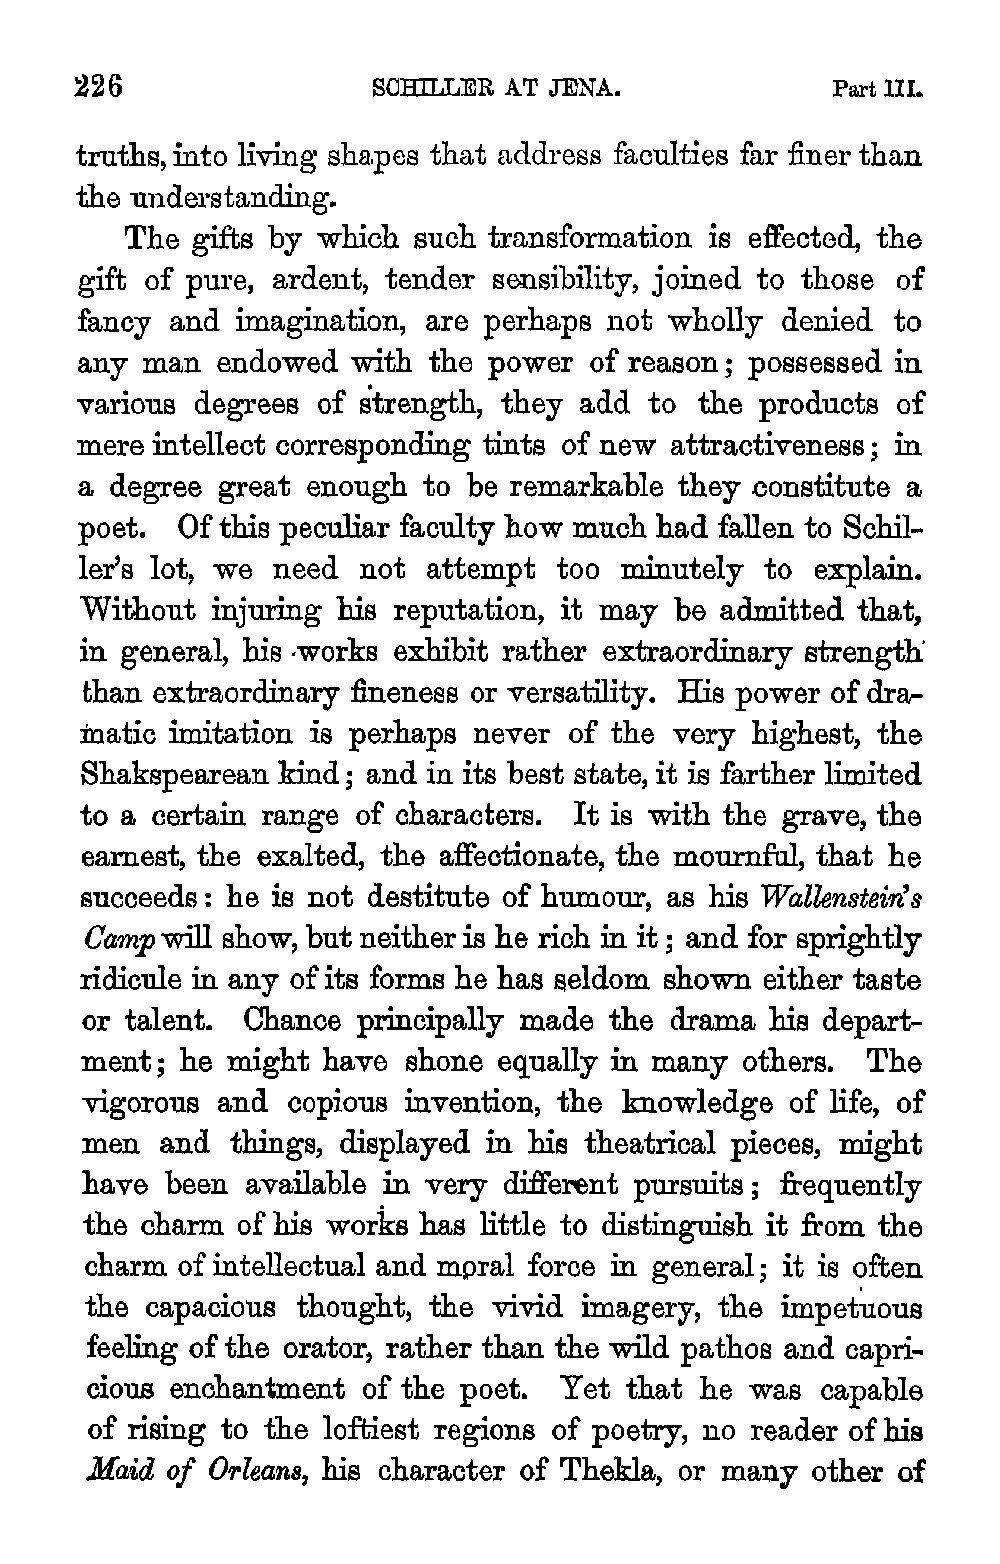 226 SCHILLER AT JENA. Part III.
truths, into living shapes that address faculties far finer than
the understanding.
The gifts by which such transformation is effected, the
gift of pure, ardent, tender sensibility, joined to those of
fancy and imagination, are perhaps not wholly denied to
any man endowed with the power of reason; possessed in
various degrees of strength, they add to the products of
mere intellect corresponding tints of new attractiveness; in
a degree great enough to be remarkable they constitute a
poet. Of this peculiar faculty how much had fallen to Schil-
ler's lot, we need not attempt too minutely to explain.
Without injuring his reputation, it may be admitted that,
in general, his works exhibit rather extraordinary strength
than extraordinary fineness or versatility. His power of dra-
matic imitation is perhaps never of the very highest, the
Shakspearean kind; and in its best state, it is farther limited
to a certain range of characters. It is with the grave, the
earnest, the exalted, the affectionate, the mournful, that he
succeeds: he is not destitute of humour, as his Wallenstein's
Camp will show, but neither is he rich in it; and for sprightly
ridicule in any of its forms he has seldom shown either taste
or talent. Chance principally made the drama his depart-
ment; he might have shone equally in many others. The
vigorous and copious invention, the knowledge of life, of
men and things, displayed in his theatrical pieces, might
have been available in very different pursuits; frequently
the charm of his works has little to distinguish it from the
charm of intellectual and moral force in general; it is often
the capacious thought, the vivid imagery, the impetuous
feeling of the orator, rather than the wild pathos and capri-
cious enchantment of the poet. Yet that he was capable
of rising to the loftiest regions of poetry, no reader of his
Maid of Orleans, his character of Thekla, or many other of